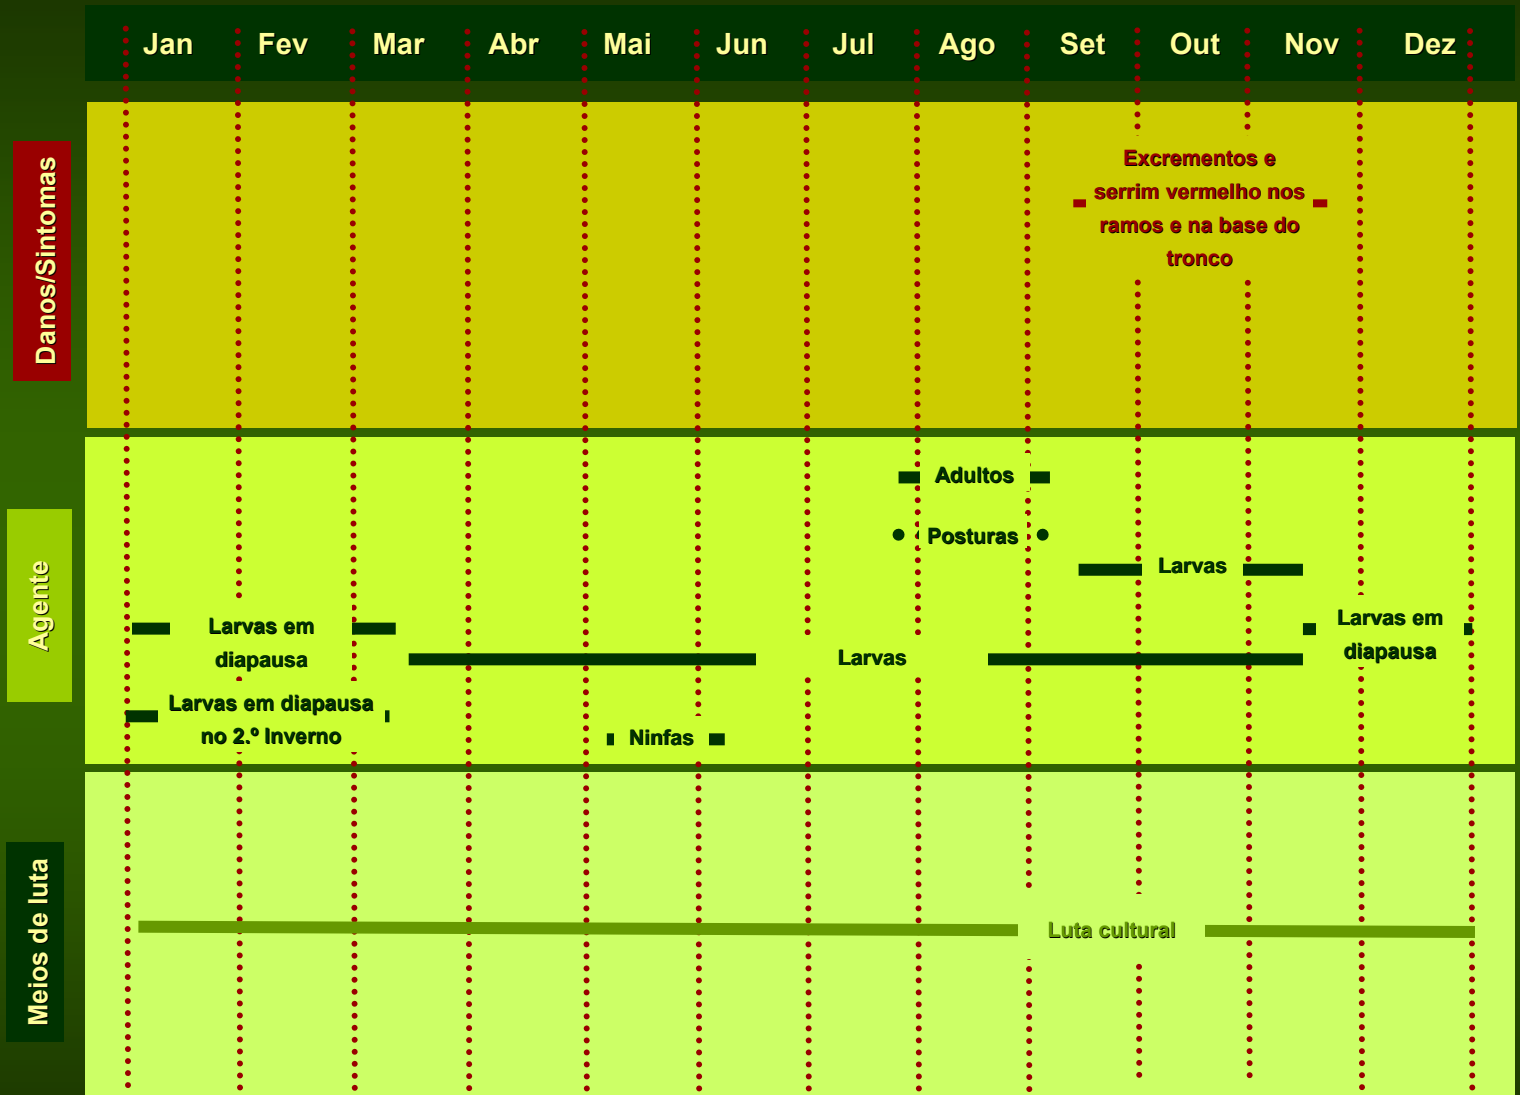 Jan Fev Mar Abr Mai Jun Jul Ago Set Out Nov Dez
Danos/Sintomas
Excrementos e
serrim vermelho nos
ramos e na base do
tronco
Agente
Adultos
Posturas
Larvas
Larvas em
diapausa
Larvas
Larvas em
diapausa
Larvas em diapausa
no 2.º Inverno
Ninfas
Meios de luta
Luta cultural